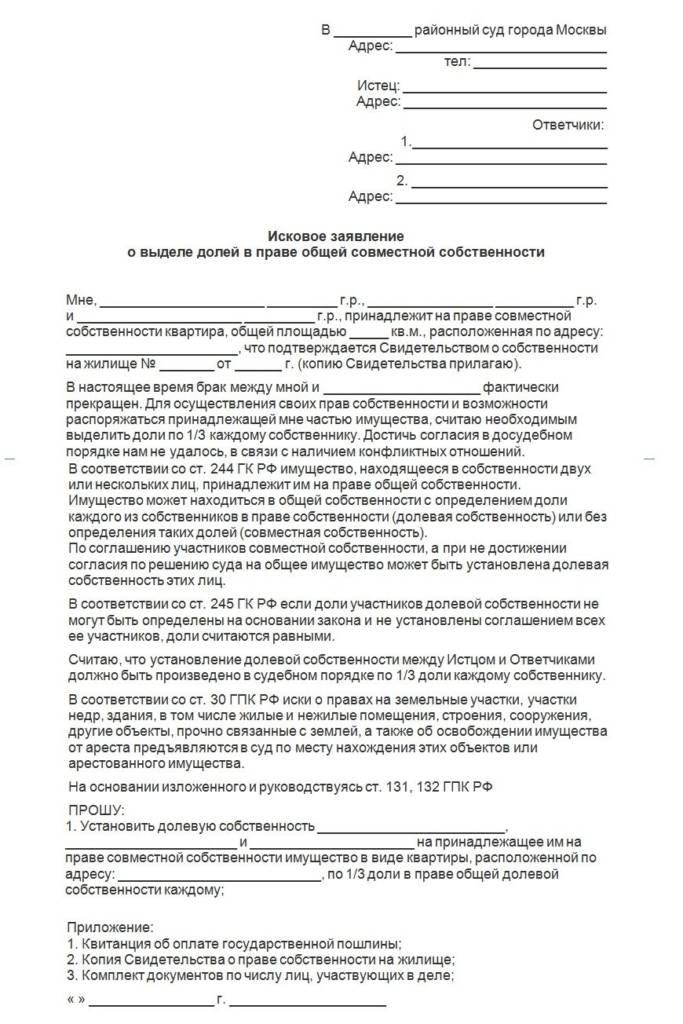 В __________ районный суд города Москвы
Адрес: ___________________________
тел: _________________
Истец: __________________________
Адрес: __________________________
Ответчики:
1._________________________
Адрес: ___________________________
2. _________________________
Адрес: ___________________________
Исковое заявление
о выделе долей в праве общей совместной собственности
Мне, _____________________ _________ г.р., ________________ __________ г.р.
и _____________________ _________ г.р., принадлежит на праве совместной
собственности квартира, общей площадью _____ кв.м., расположенная по адресу:
______________________, что подтверждается Свидетельством о собственности
на жилище № _______ от ______ г. (копию Свидетельства прилагаю).
В настоящее время брак между мной и ____________________ фактически
прекращен. Для осуществления своих прав собственности и возможности
распоряжаться принадлежащей мне частью имущества, считаю необходимым
выделить доли по 1/3 каждому собственнику. Достичь согласия в досудебном
порядке нам не удалось, в связи с наличием конфликтных отношений.
В соответствии со ст. 244 ГК РФ имущество, находящееся в собственности двух
или нескольких лиц, принадлежит им на праве общей собственности.
Имущество может находиться в общей собственности с определением доли
каждого из собственников в праве собственности (долевая собственность) или без
определения таких долей (совместная собственность).
По соглашению участников совместной собственности, а при не достижении
согласия по решению суда на общее имущество может быть установлена долевая
собственность этих лиц.
В соответствии со ст. 245 ГК РФ если доли участников долевой собственности не
могут быть определены на основании закона и не установлены соглашением всех
ее участников, доли считаются равными.
Считаю, что установление долевой собственности между Истцом и Ответчиками
должно быть произведено в судебном порядке по 1/3 доли каждому собственнику.
В соответствии со ст. 30 ГПК РФ иски о правах на земельные участки, участки
недр, здания, в том числе жилые и нежилые помещения, строения, сооружения,
другие объекты, прочно связанные с землей, а также об освобождении имущества
от ареста предъявляются в суд по месту нахождения этих объектов или
арестованного имущества.
На основании изложенного и руководствуясь ст. 131, 132 ГПК РФ
ПРОШУ:
1. Установить долевую собственность ________________________,
______________________ и _____________________ на принадлежащее им на
праве совместной собственности имущество в виде квартиры, расположенной по
адресу: __________________________, по 1/3 доли в праве общей долевой
собственности каждому;
Приложение:
1. Квитанция об оплате государственной пошлины;
2. Копия Свидетельства о праве собственности на жилище;
3. Комплект документов по числу лиц, участвующих в деле;
« » ________________ г. ____________________